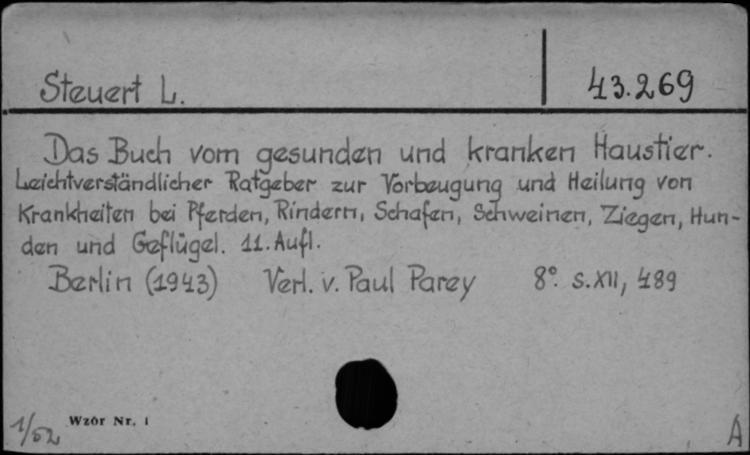 Steuert L.
43.269
Das Buch vom gesunden und kranken Haustier.
Leichtverständlicher Ratgeber zur Vorbeugung und Heilung von
Krankheiten bei Pferden, Rindern, Schafen, Schweinen, Ziegen, Hun-
den und Geflügel. 11. Aufl.
Berlin (1943) Verl. v. Paul Parey 8° S. XII, 489
Wzór Nr. 1
1/52
A